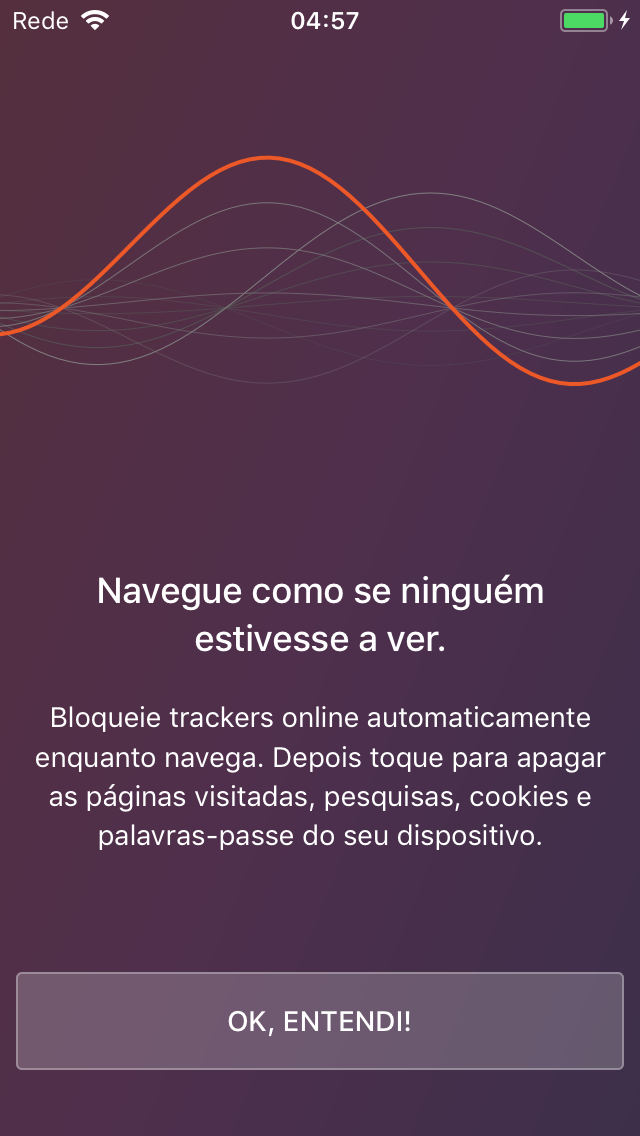 Rede 04:57
Navegue como se ninguém
estivesse a ver.
Bloqueie trackers online automaticamente
enquanto navega. Depois toque para apagar
as páginas visitadas, pesquisas, cookies e
palavras-passe do seu dispositivo.
OK, ENTENDI!